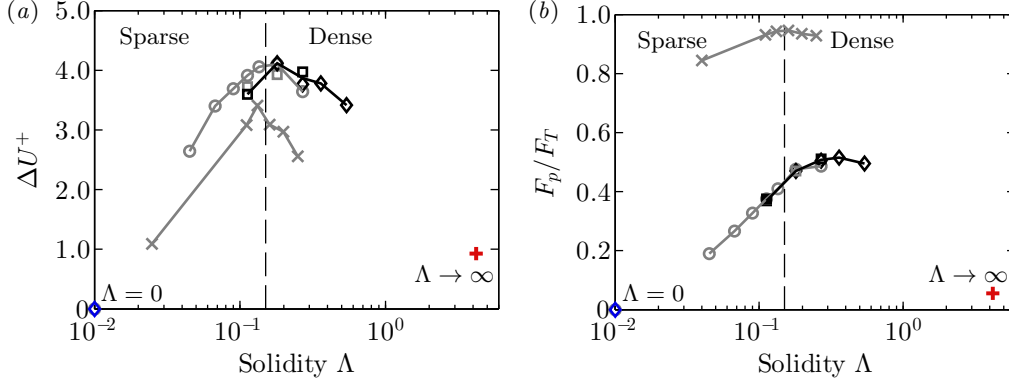 (a)
Sparse
Dense
5.0
4.0
3.0
2.0
1.0
0
ΔU⁺
Λ = 0
Λ → ∞
10⁻²
10⁻¹
10⁰
Solidity Λ
(b)
Sparse
Dense
1.0
0.8
0.6
0.4
0.2
0
F_p/F_T
Λ = 0
Λ → ∞
10⁻²
10⁻¹
10⁰
Solidity Λ